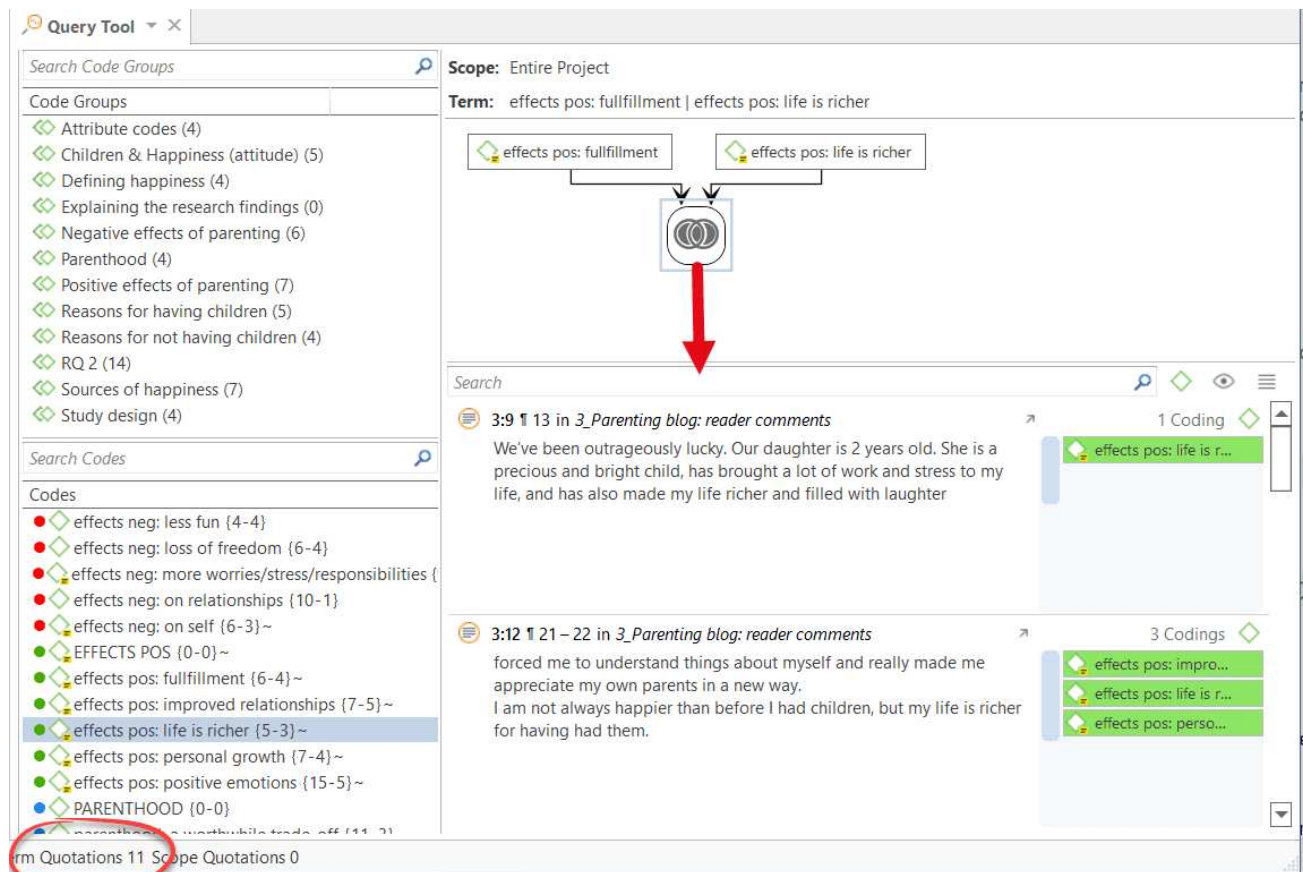 Query Tool
Search Code Groups
Code Groups
Attribute codes (4)
Children & Happiness (attitude) (5)
Defining happiness (4)
Explaining the research findings (0)
Negative effects of parenting (6)
Parenthood (4)
Positive effects of parenting (7)
Reasons for having children (5)
Reasons for not having children (4)
RQ 2 (14)
Sources of happiness (7)
Study design (4)
Search Codes
Codes
effects neg: less fun {4-4}
effects neg: loss of freedom {6-4}
effects neg: more worries/stress/responsibilities {
effects neg: on relationships {10-1}
effects neg: on self {6-3}~
EFFECTS POS {0-0}~
effects pos: fullfillment {6-4}~
effects pos: improved relationships {7-5}~
effects pos: life is richer {5-3}~
effects pos: personal growth {7-4}~
effects pos: positive emotions {15-5}~
PARENTHOOD {0-0}
parenthood: a worthwhile trade-off {11-2}
Scope: Entire Project
Term: effects pos: fullfillment | effects pos: life is richer
effects pos: fullfillment
effects pos: life is richer
Search
3:9 ¶ 13 in 3_Parenting blog: reader comments
1 Coding
We've been outrageously lucky. Our daughter is 2 years old. She is a
precious and bright child, has brought a lot of work and stress to my
life, and has also made my life richer and filled with laughter
effects pos: life is r...
3:12 ¶ 21 – 22 in 3_Parenting blog: reader comments
3 Codings
forced me to understand things about myself and really made me
appreciate my own parents in a new way.
I am not always happier than before I had children, but my life is richer
for having had them.
effects pos: impro...
effects pos: life is r...
effects pos: perso...
rm Quotations 11 Scope Quotations 0